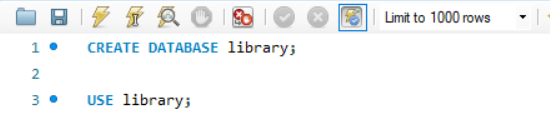 Limit to 1000 rows
1 CREATE DATABASE library;
2
3 USE library;